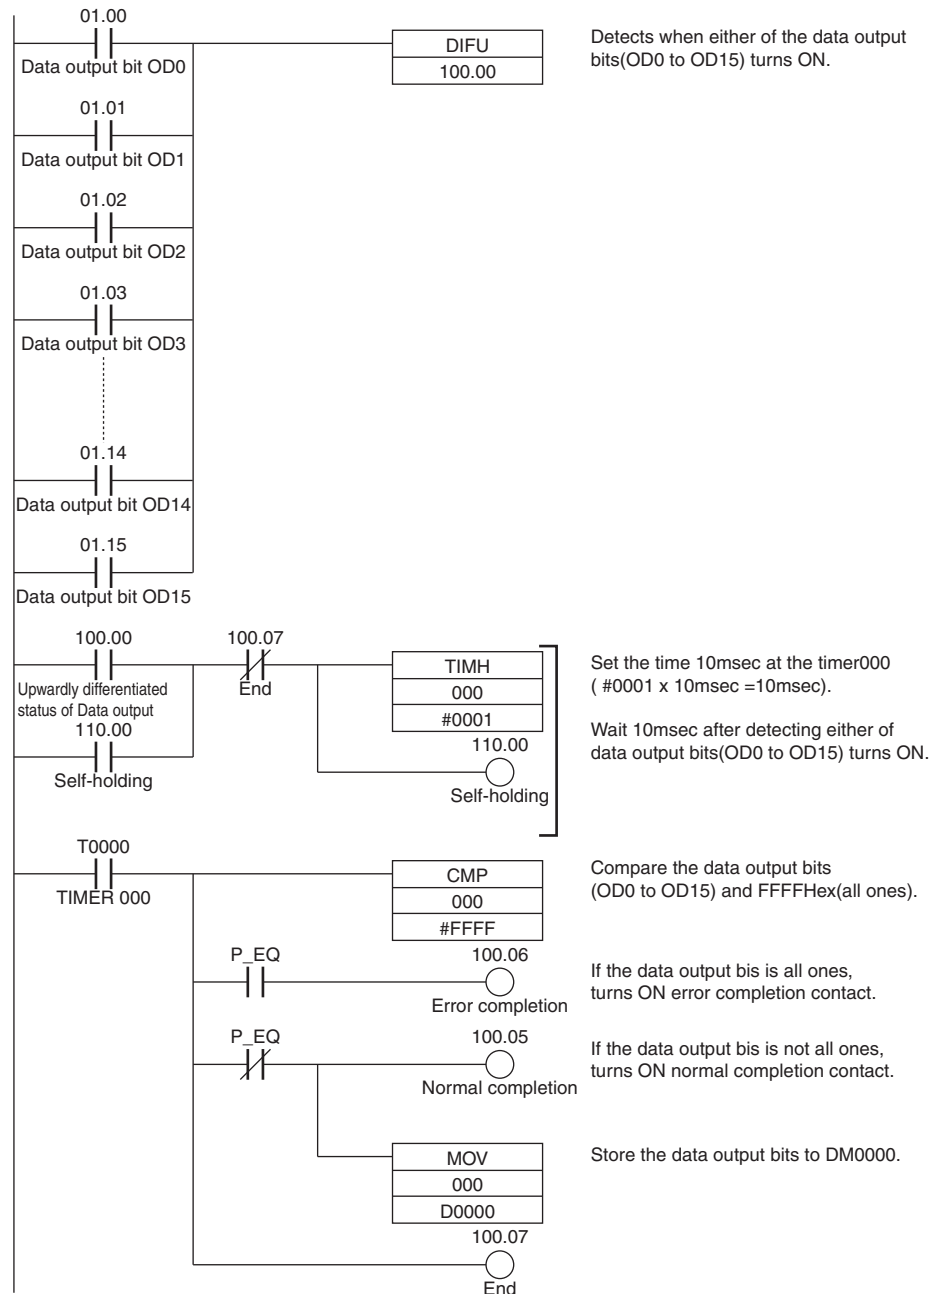 01.00
Data output bit OD0
DIFU
100.00
Detects when either of the data output
bits(OD0 to OD15) turns ON.
01.01
Data output bit OD1
01.02
Data output bit OD2
01.03
Data output bit OD3
01.14
Data output bit OD14
01.15
Data output bit OD15
100.00
Upwardly differentiated
status of Data output
100.07
End
TIMH
000
#0001
Set the time 10msec at the timer000
( #0001 x 10msec =10msec).
110.00
Self-holding
110.00
Self-holding
Wait 10msec after detecting either of
data output bits(OD0 to OD15) turns ON.
T0000
TIMER 000
CMP
000
#FFFF
Compare the data output bits
(OD0 to OD15) and FFFFHex(all ones).
P_EQ
100.06
Error completion
If the data output bis is all ones,
turns ON error completion contact.
P_EQ
100.05
Normal completion
If the data output bis is not all ones,
turns ON normal completion contact.
MOV
000
D0000
Store the data output bits to DM0000.
100.07
End